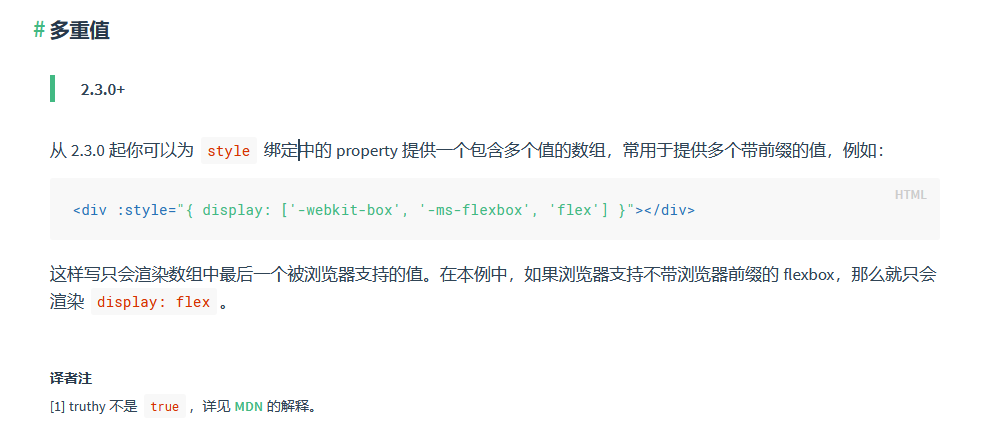 # 多重值
2.3.0+
从 2.3.0 起你可以为 style 绑定中的 property 提供一个包含多个值的数组，常用于提供多个带前缀的值，例如：
HTML
<div :style="{ display: ['-webkit-box', '-ms-flexbox', 'flex'] }"></div>
这样写只会渲染数组中最后一个被浏览器支持的值。在本例中，如果浏览器支持不带浏览器前缀的 flexbox，那么就只会
渲染 display: flex。
译者注
[1] truthy 不是 true，详见 MDN 的解释。